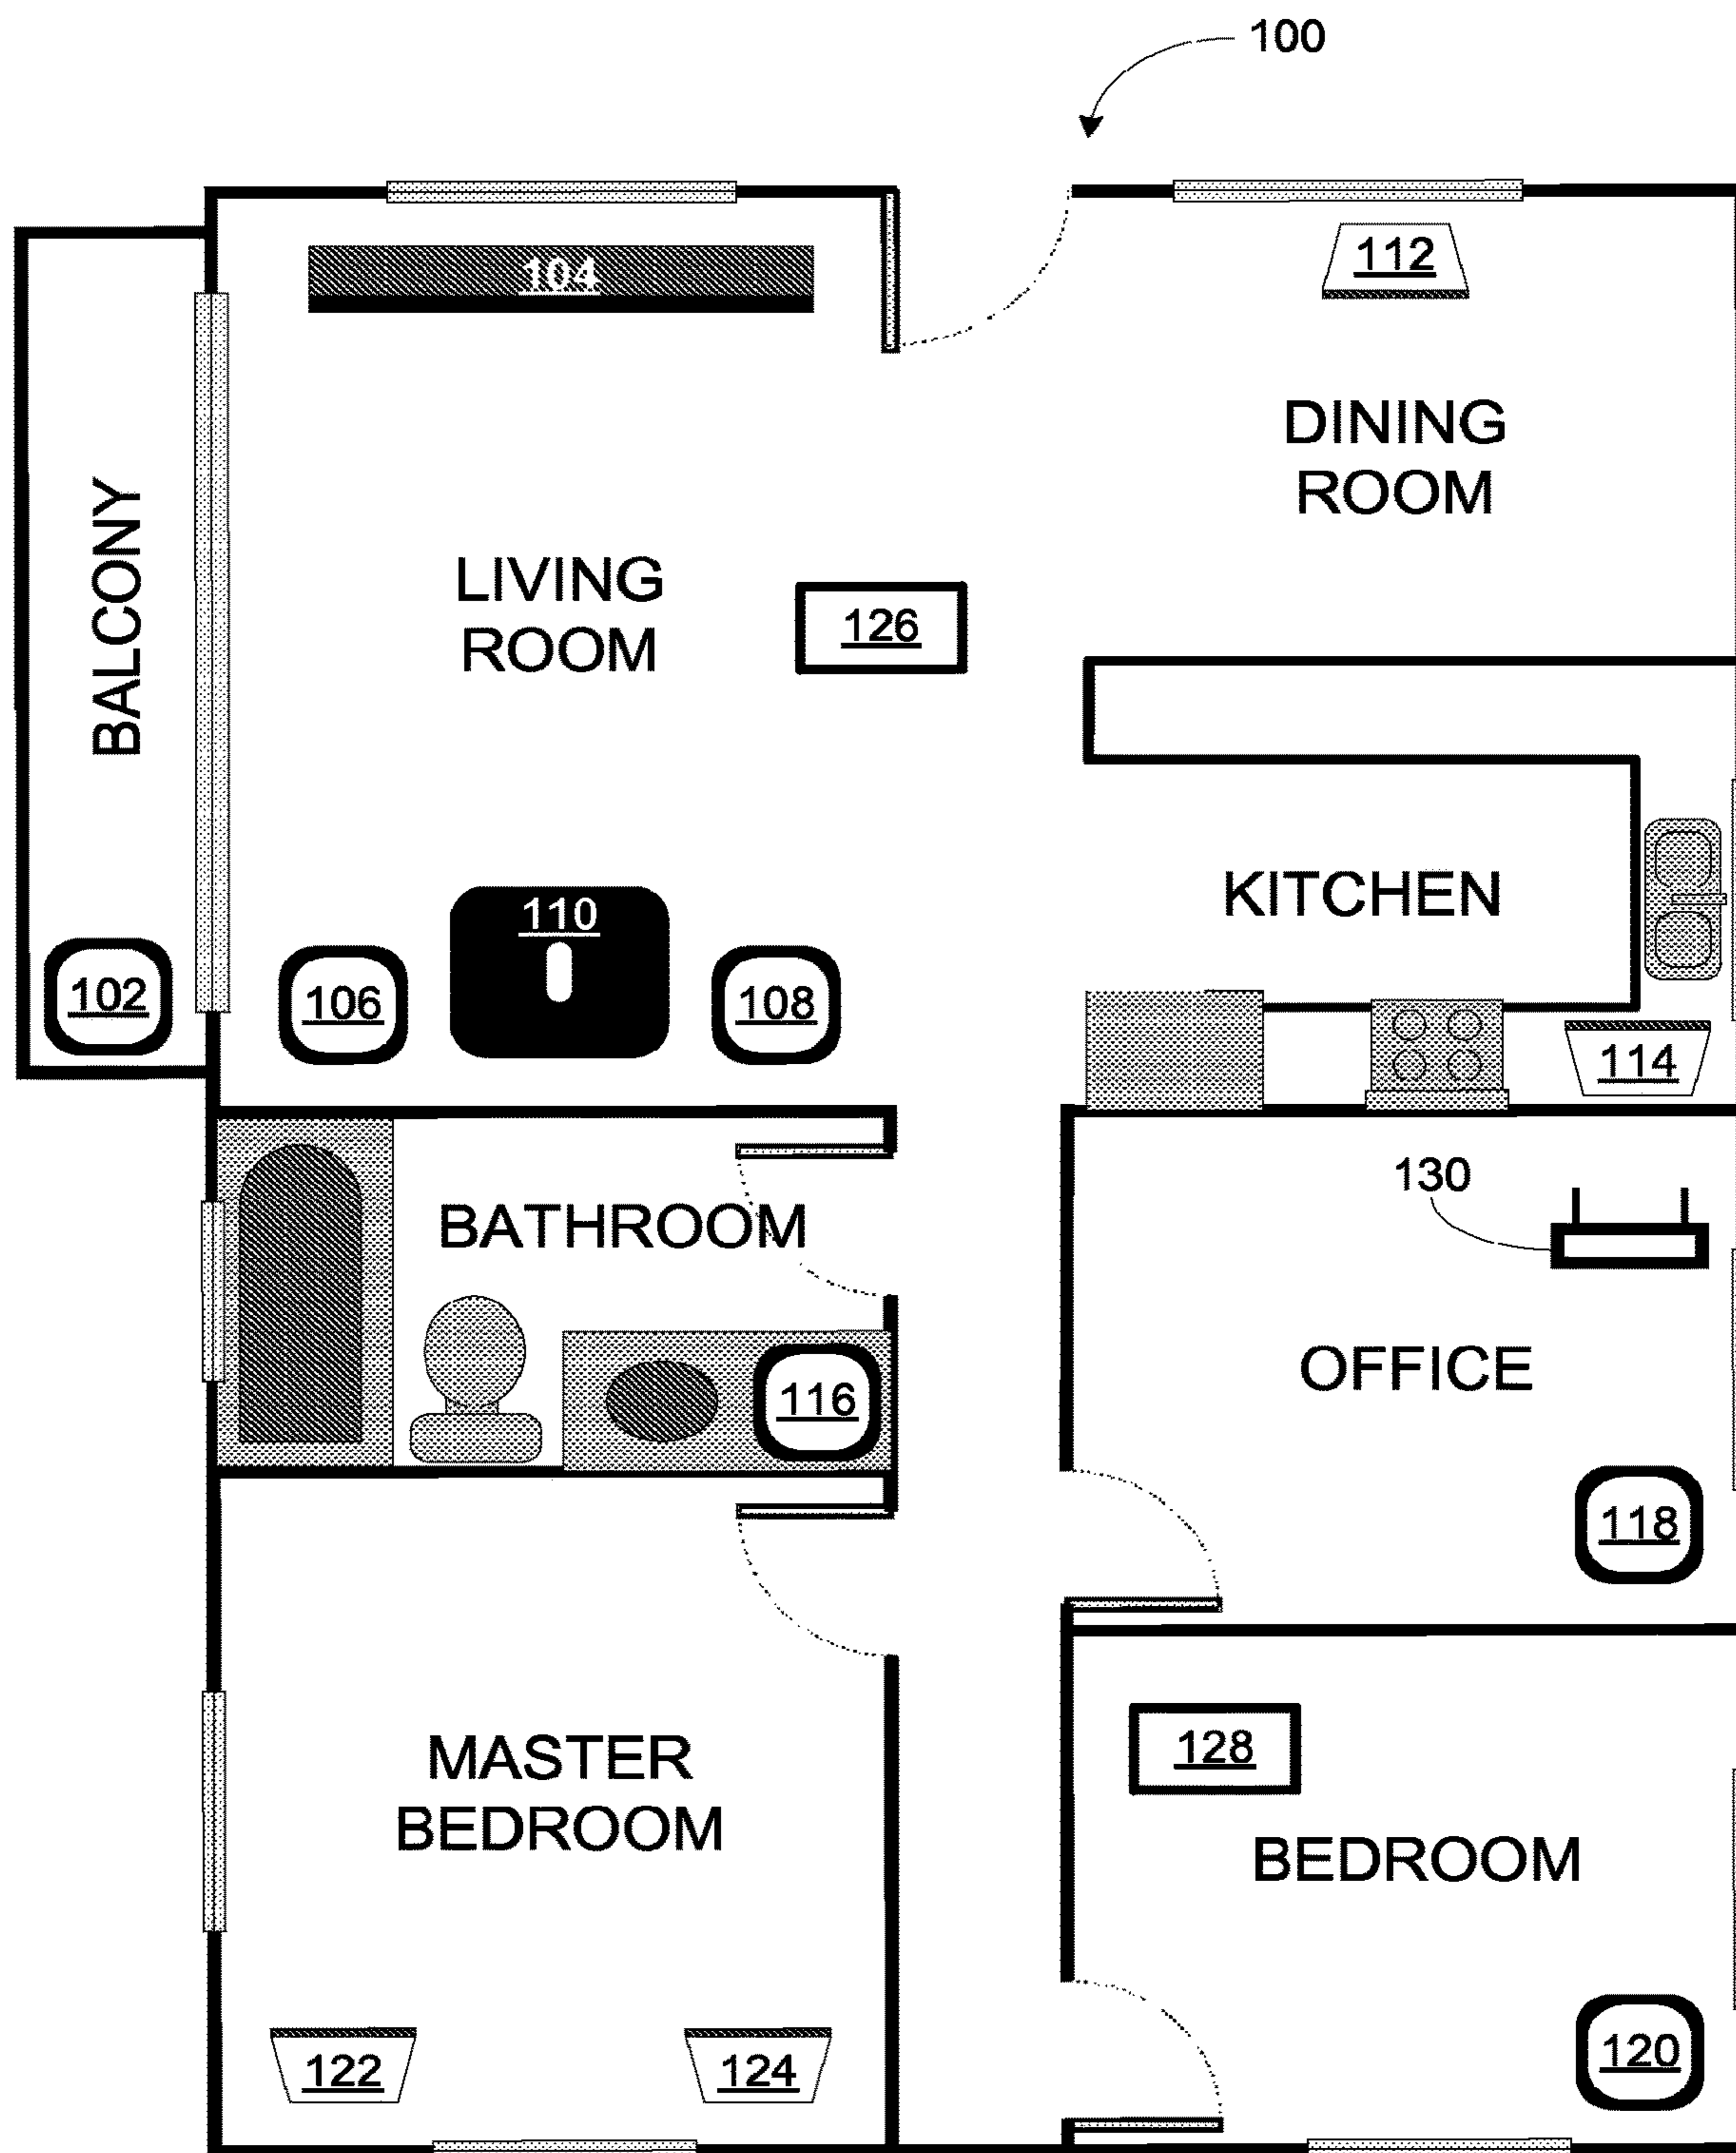 100
104
112
DINING
ROOM
BALCONY
LIVING
ROOM
126
KITCHEN
110
102
106
108
114
130
BATHROOM
OFFICE
116
118
MASTER
BEDROOM
128
BEDROOM
122
124
120